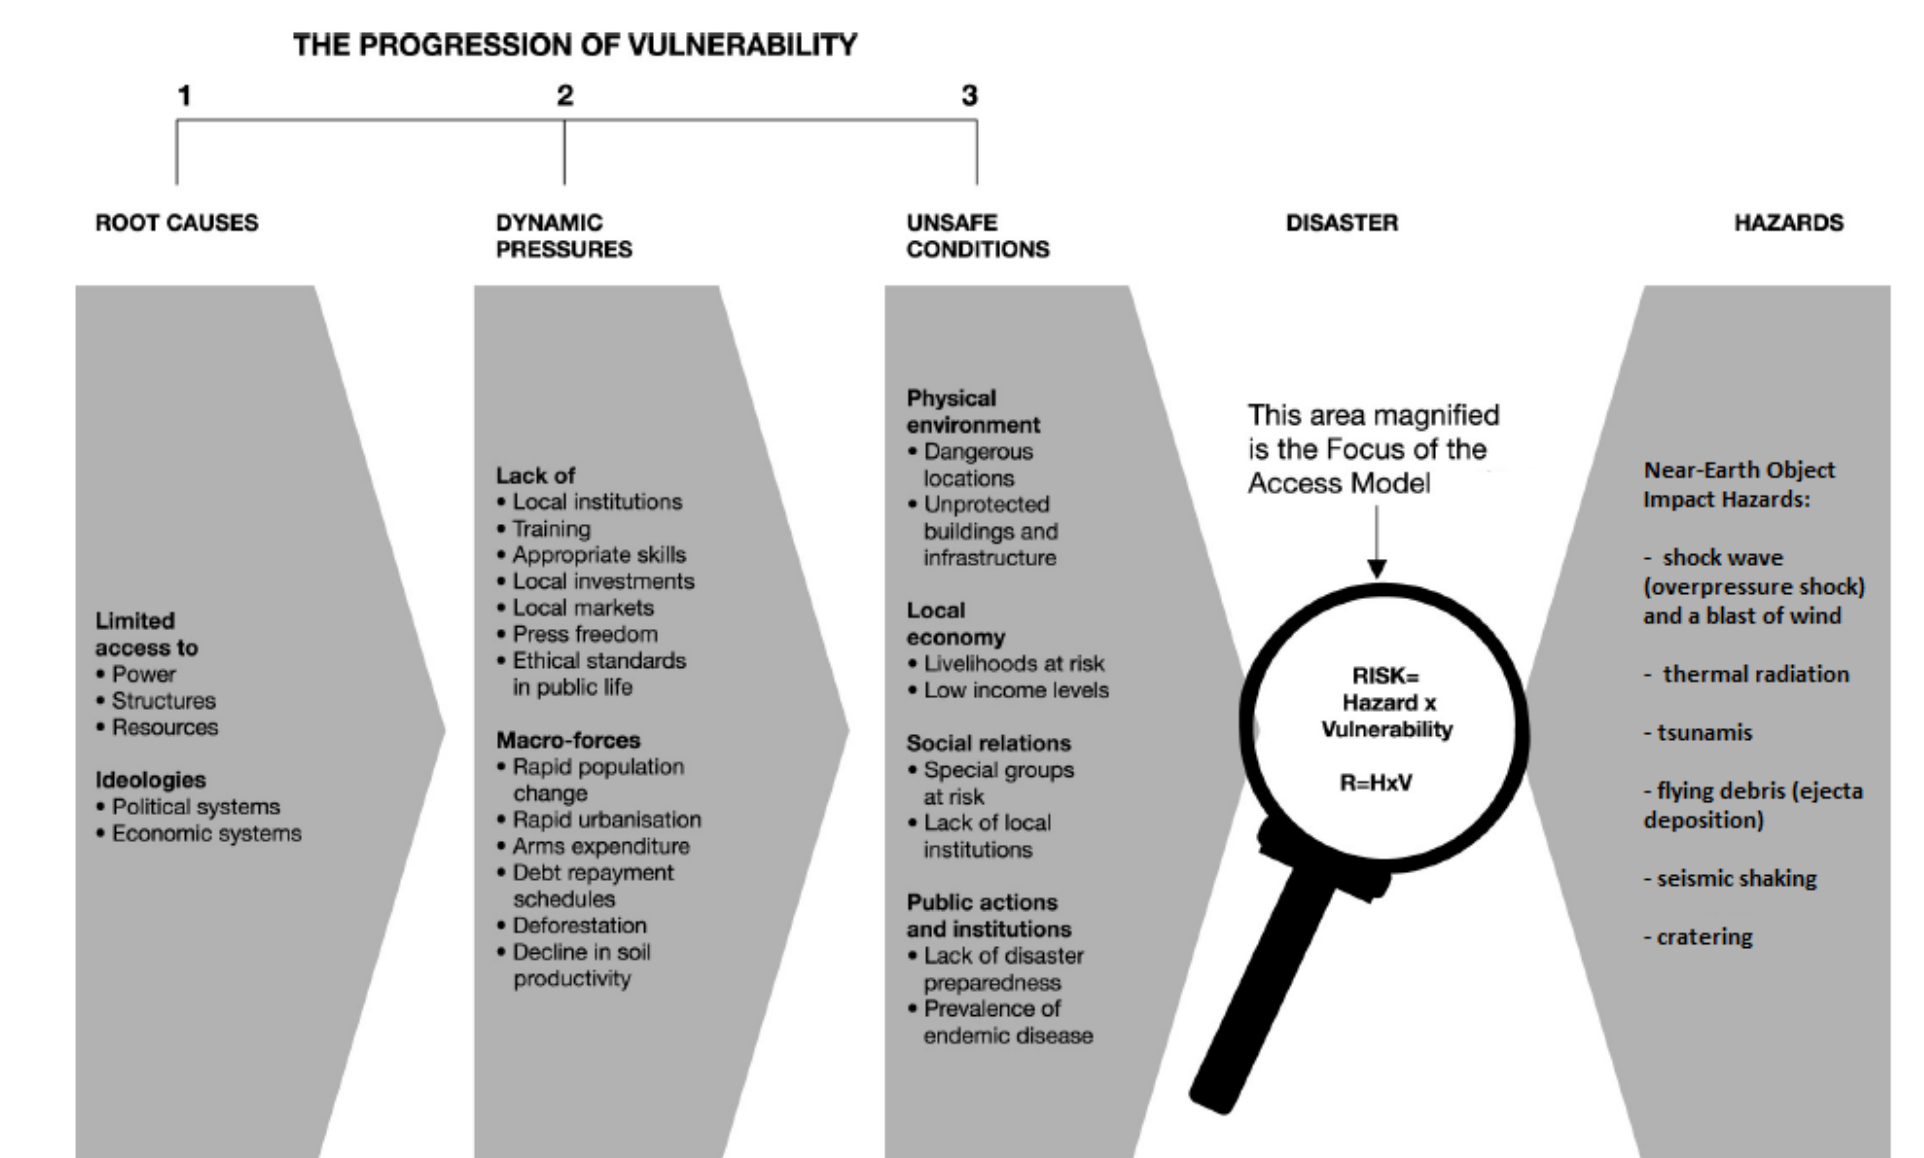 THE PROGRESSION OF VULNERABILITY
1
2
3
ROOT CAUSES
DYNAMIC
PRESSURES
UNSAFE
CONDITIONS
DISASTER
HAZARDS
Limited
access to
• Power
• Structures
• Resources
Ideologies
• Political systems
• Economic systems
Lack of
• Local institutions
• Training
• Appropriate skills
• Local investments
• Local markets
• Press freedom
• Ethical standards
in public life
Macro-forces
• Rapid population
change
• Rapid urbanisation
• Arms expenditure
• Debt repayment
schedules
• Deforestation
• Decline in soil
productivity
Physical
environment
• Dangerous
locations
• Unprotected
buildings and
infrastructure
Local
economy
• Livelihoods at risk
• Low income levels
Social relations
• Special groups
at risk
• Lack of local
institutions
Public actions
and institutions
• Lack of disaster
preparedness
• Prevalence of
endemic disease
This area magnified
is the Focus of the
Access Model
RISK=
Hazard x
Vulnerability
R=HxV
Near-Earth Object
Impact Hazards:
- shock wave
(overpressure shock)
and a blast of wind
- thermal radiation
- tsunamis
- flying debris (ejecta
deposition)
- seismic shaking
- cratering